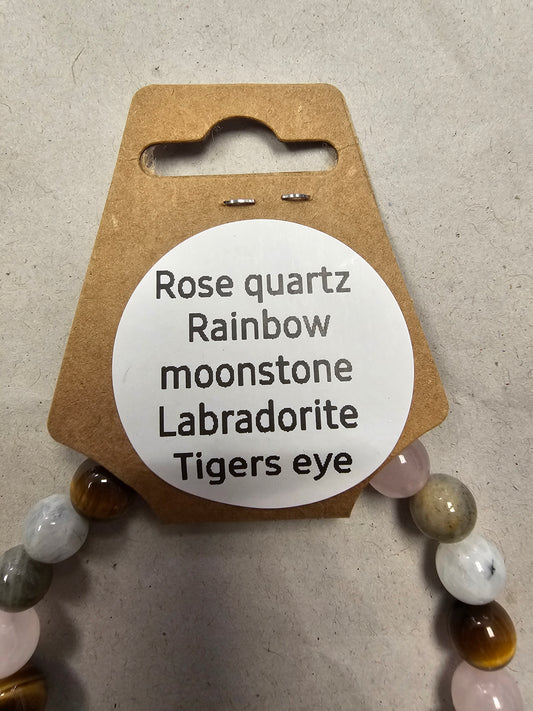 Rose quartz
Rainbow
moonstone
Labradorite
Tigers eye